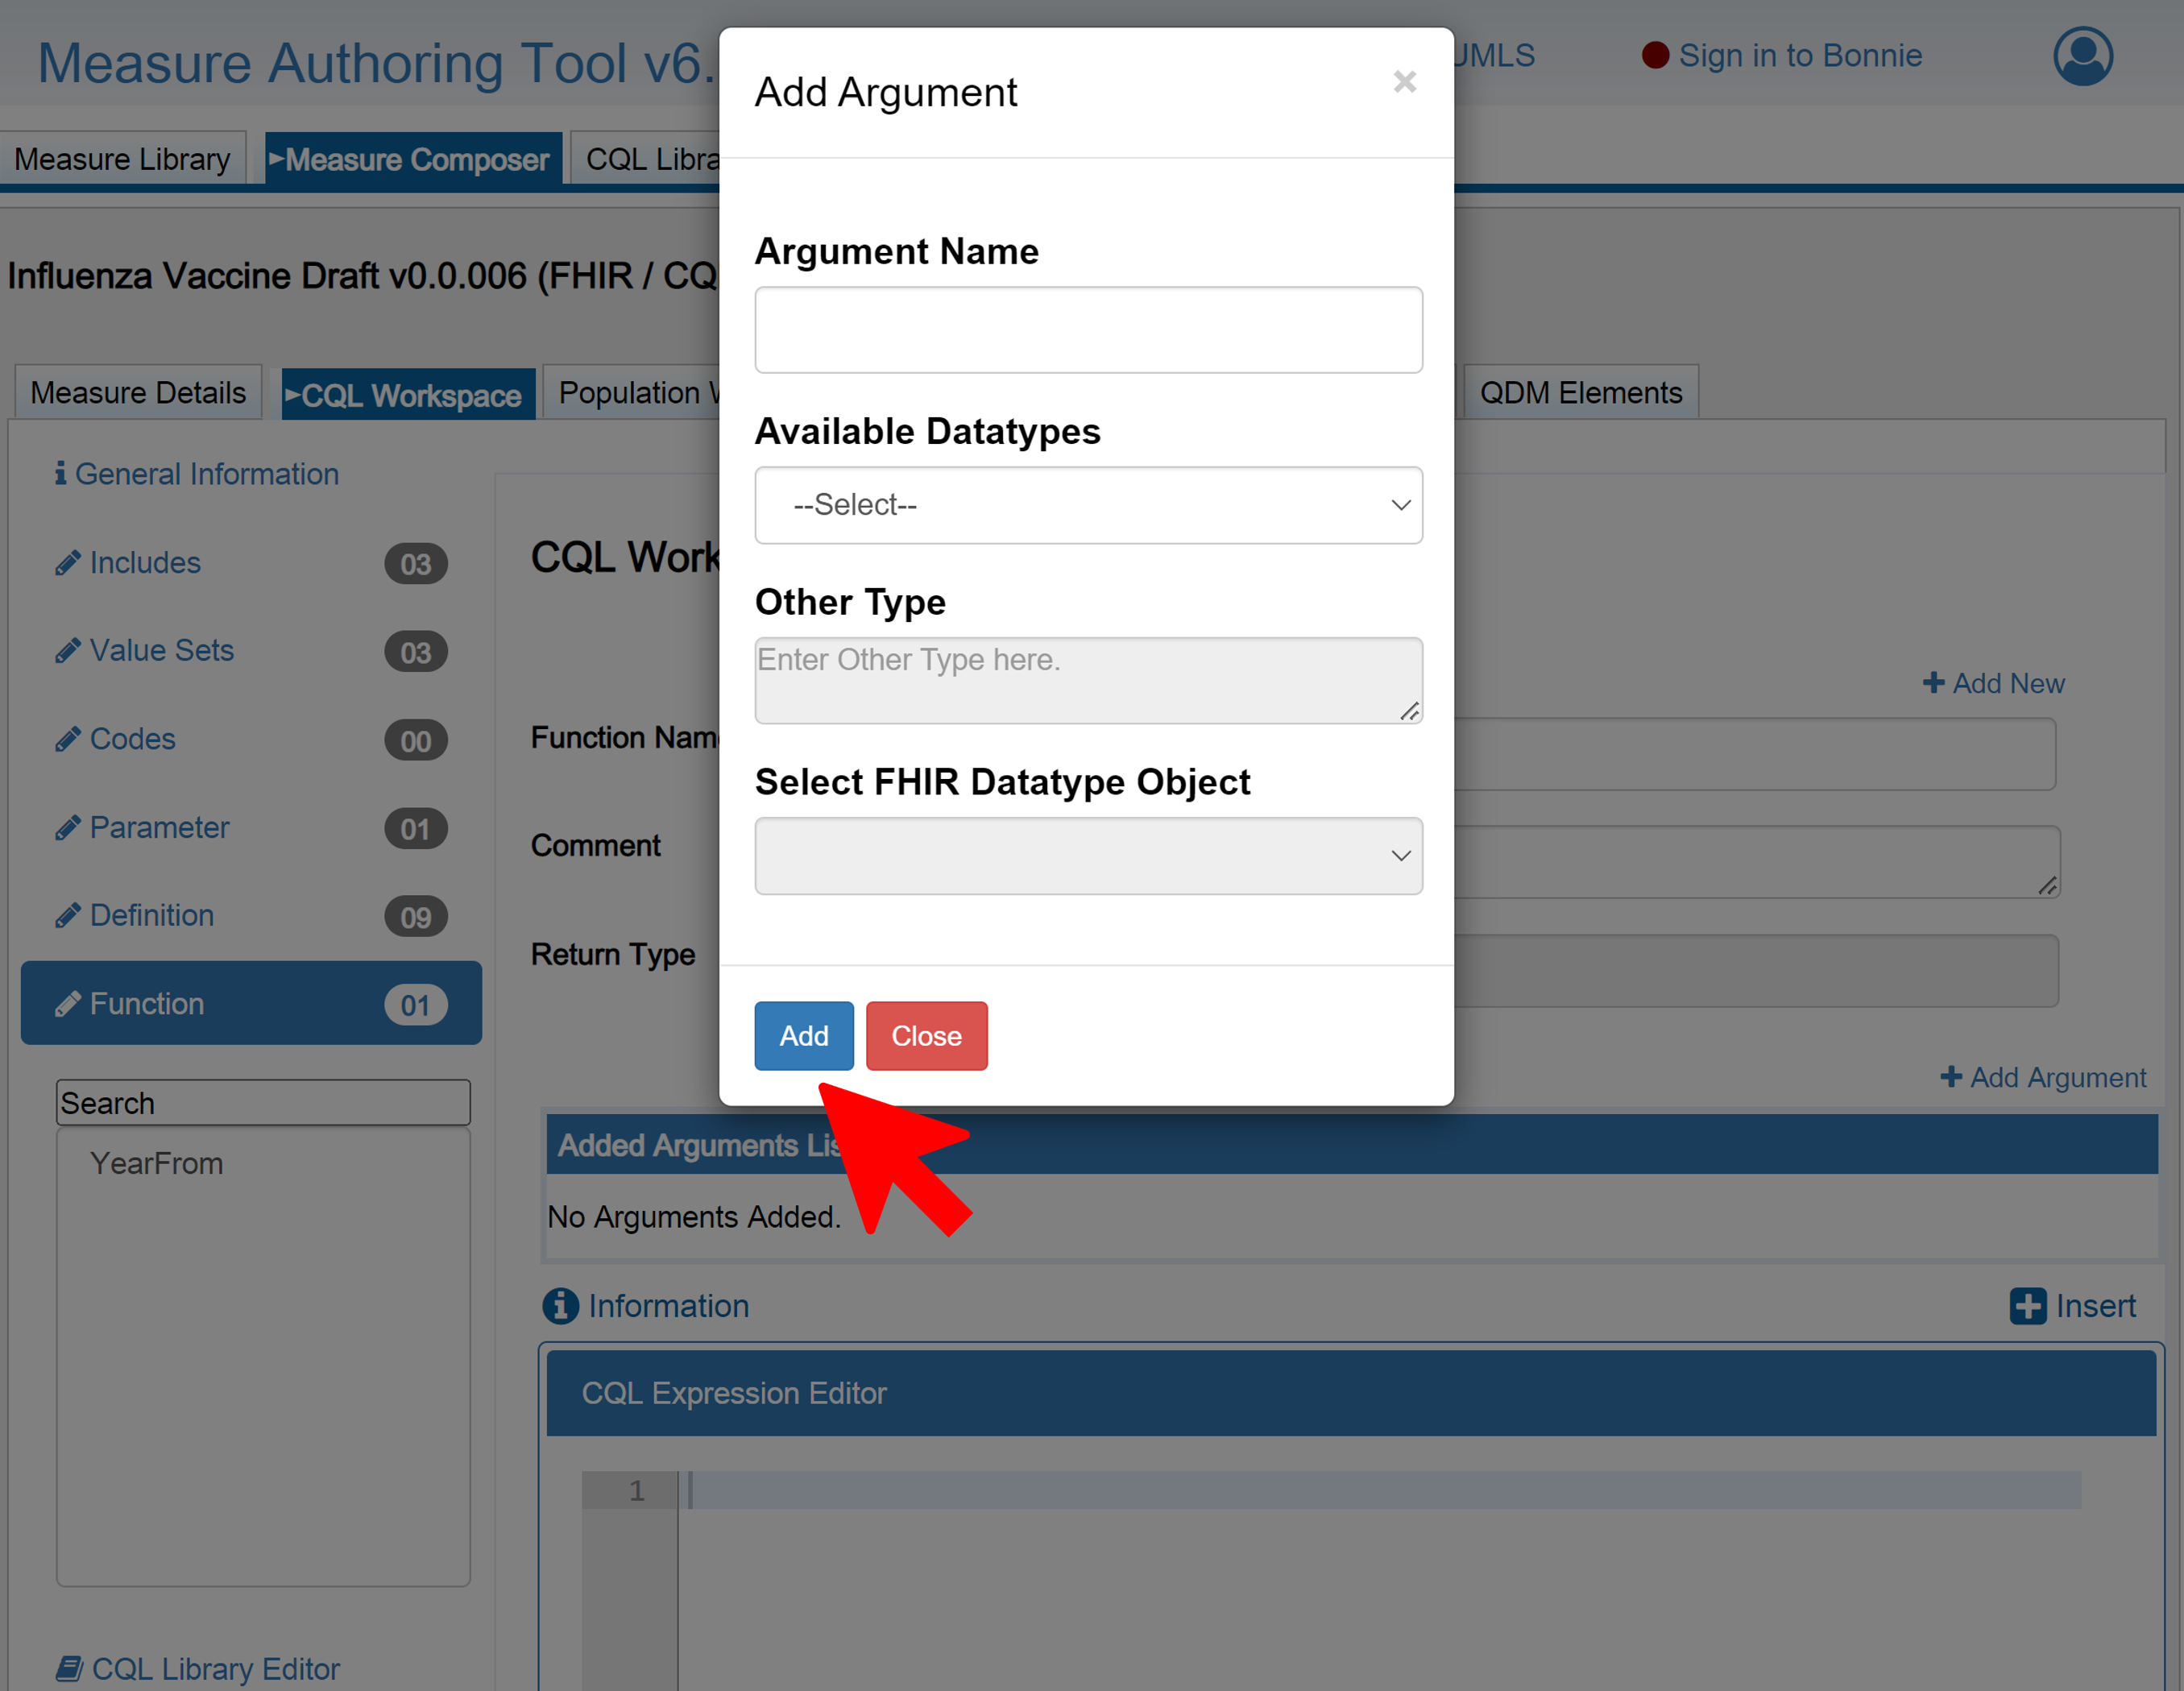 Measure Authoring Tool v6.
UMLS
Sign in to Bonnie
Add Argument
×
Measure Library
►Measure Composer
CQL Libra
Influenza Vaccine Draft v0.0.006 (FHIR / CQ
Argument Name
Measure Details
►CQL Workspace
Population W
QDM Elements
Available Datatypes
--Select--
General Information
Includes 03
Value Sets 03
Codes 00
Parameter 01
Definition 09
Function 01
Search
YearFrom
CQL Library Editor
CQL Work
Other Type
Enter Other Type here.
Select FHIR Datatype Object
Add
Close
Add New
Function Name
Comment
Return Type
Add Argument
Added Arguments Lis
No Arguments Added.
Information
Insert
CQL Expression Editor
1